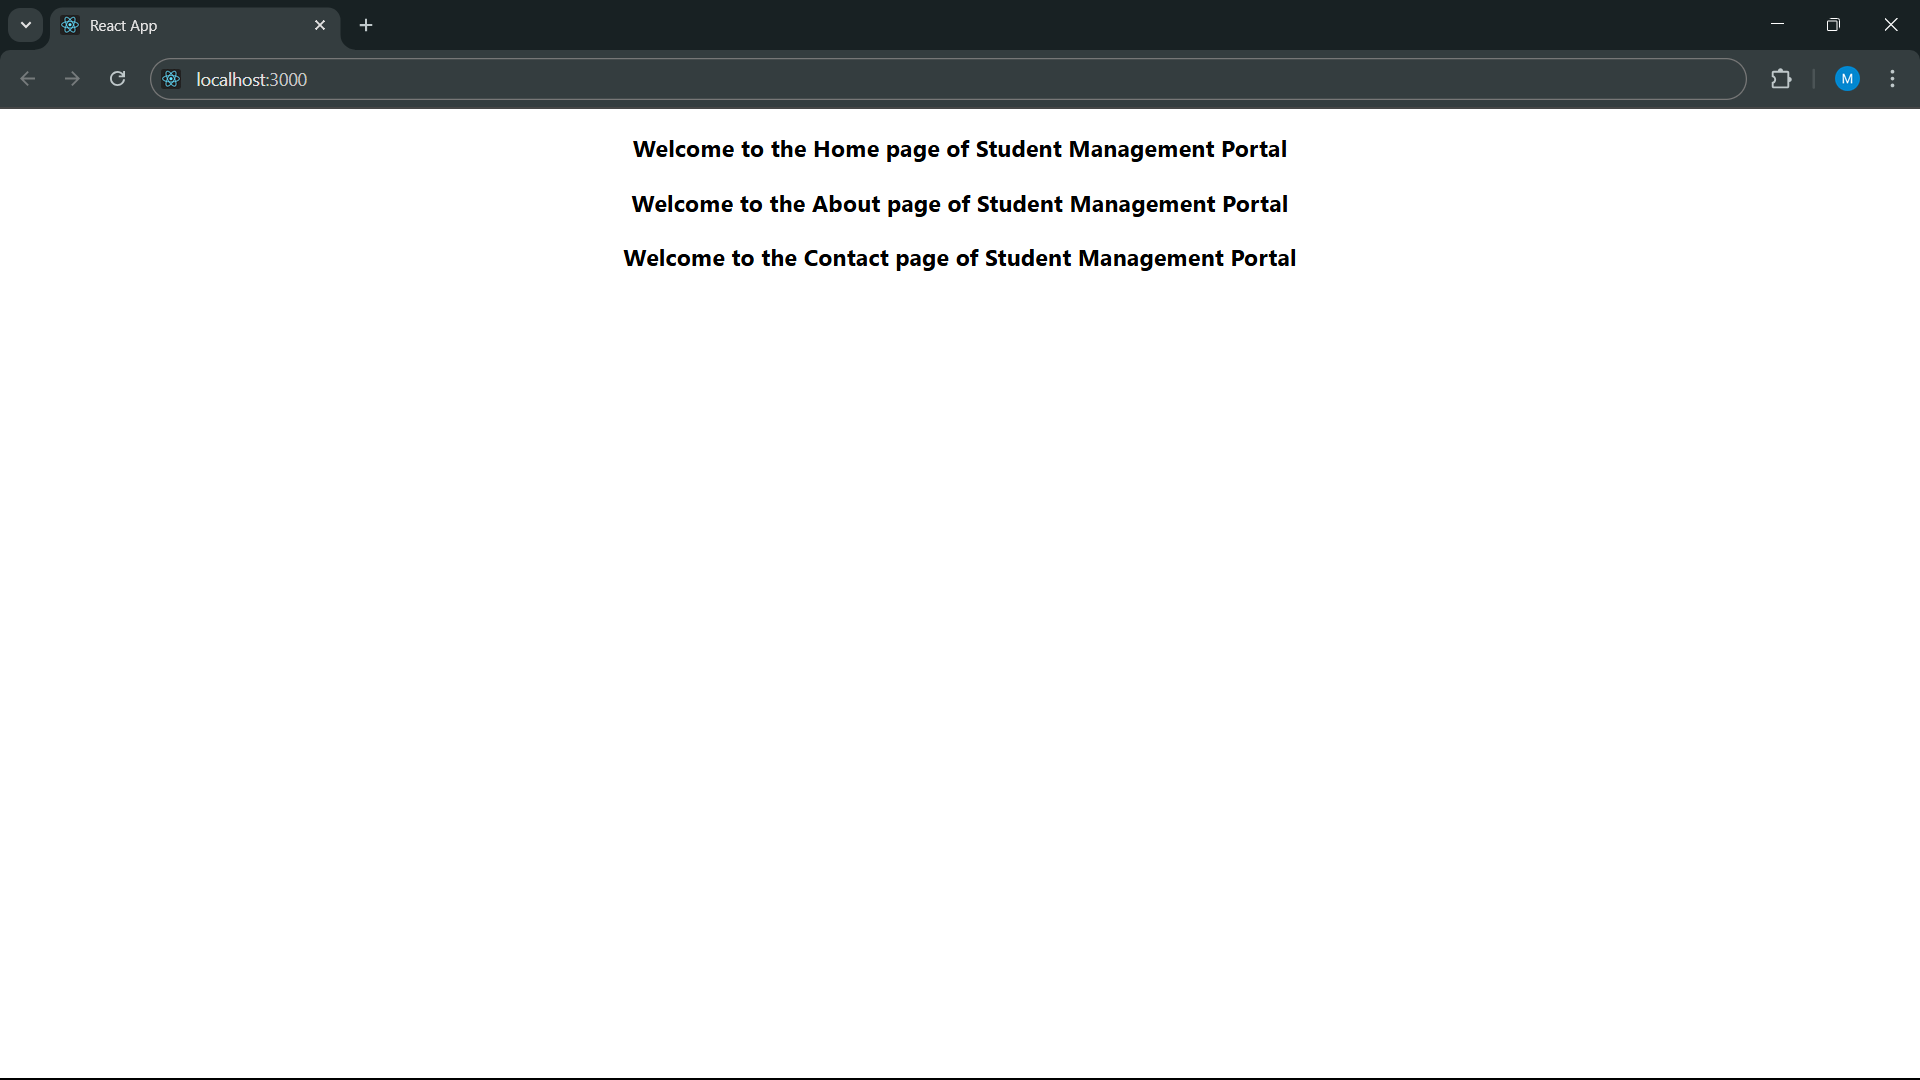 React App
localhost:3000
M
Welcome to the Home page of Student Management Portal
Welcome to the About page of Student Management Portal
Welcome to the Contact page of Student Management Portal